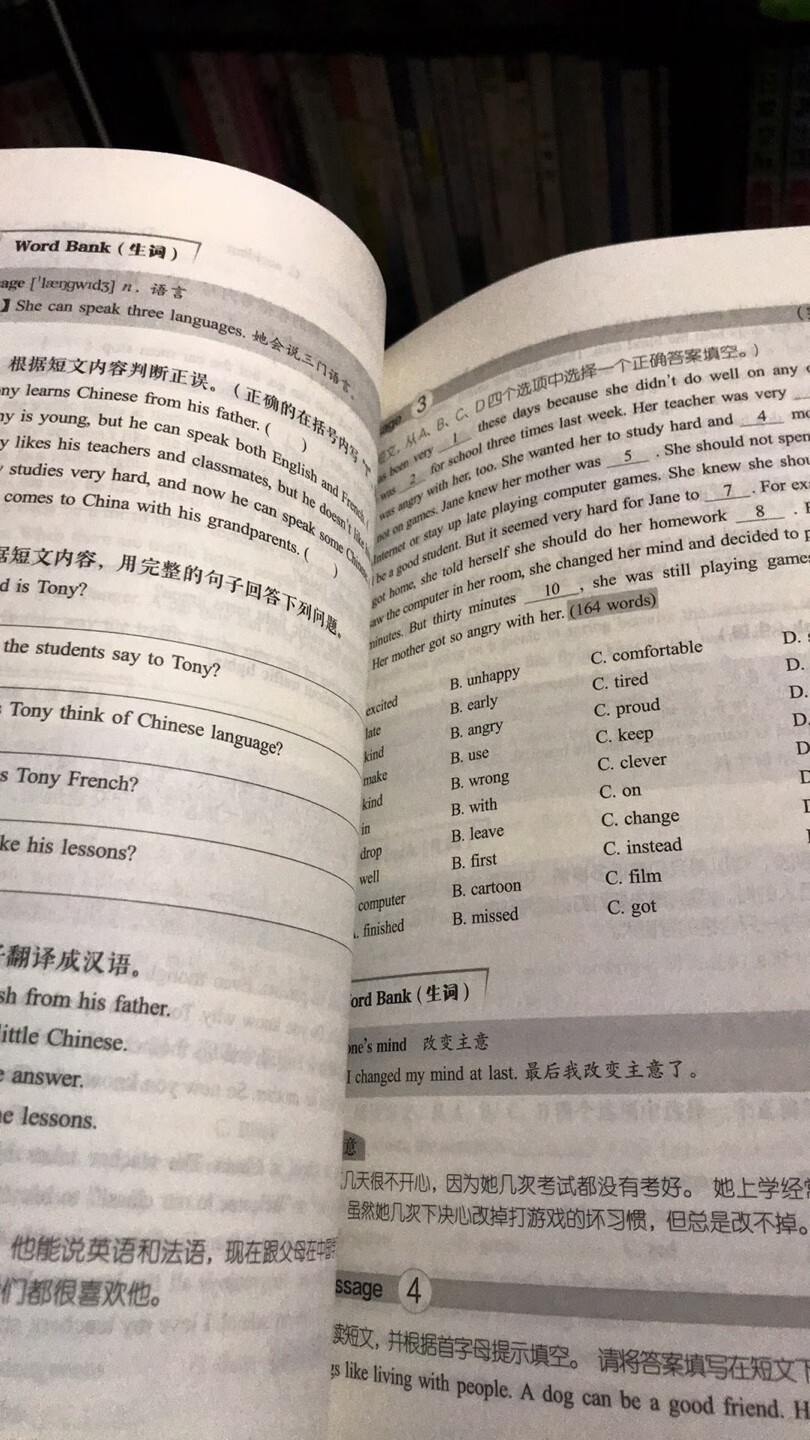 Word Bank（生词）
age [ˈlæŋgwɪdʒ] n. 语言
】She can speak three languages. 她会说三门语言。
根据短文内容判断正误。（正确的在括号内写
ny learns Chinese from his father. (  )
ny is young, but he can speak both English and French. (
y likes his teachers and classmates, but he doesn't like
studies very hard, and now he can speak some Chinese.
comes to China with his grandparents. (  )
据短文内容，用完整的句子回答下列问题。
d is Tony?
the students say to Tony?
s Tony think of Chinese language?
s Tony French?
ke his lessons?
子翻译成汉语。
sh from his father.
little Chinese.
e answer.
he lessons.
他能说英语和法语，现在跟父母在中国
们都很喜欢他。
sage 3
短文，从A、B、C、D四个选项中选择一个正确答案填空。）
as been very 1 these days because she didn't do well on any
was 2 for school three times last week. Her teacher was very
was angry with her, too. She wanted her to study hard and 4
not on games. Jane knew her mother was 5 . She should not spen
Internet or stay up late playing computer games. She knew she shou
be a good student. But it seemed very hard for Jane to 7 . For
got home, she told herself she should do her homework 8 .
aw the computer in her room, she changed her mind and decided to
minutes. But thirty minutes 10 , she was still playing games
Her mother got so angry with her. (164 words)
excited B. unhappy C. comfortable D.
late B. early C. tired D.
kind B. angry C. proud D.
make B. use C. keep D.
kind B. wrong C. clever D
in B. with C. on
drop B. leave C. change
well B. first C. instead
computer B. cartoon C. film
. finished B. missed C. got
ord Bank（生词）
one's mind 改变主意
I changed my mind at last. 最后我改变主意了。
意
几天很不开心，因为她几次考试都没有考好。她上学经常
虽然她几次下决心改掉打游戏的坏习惯，但总是改不掉。
ssage 4
读短文，并根据首字母提示填空。请将答案填写在短文下
gs like living with people. A dog can be a good friend. H